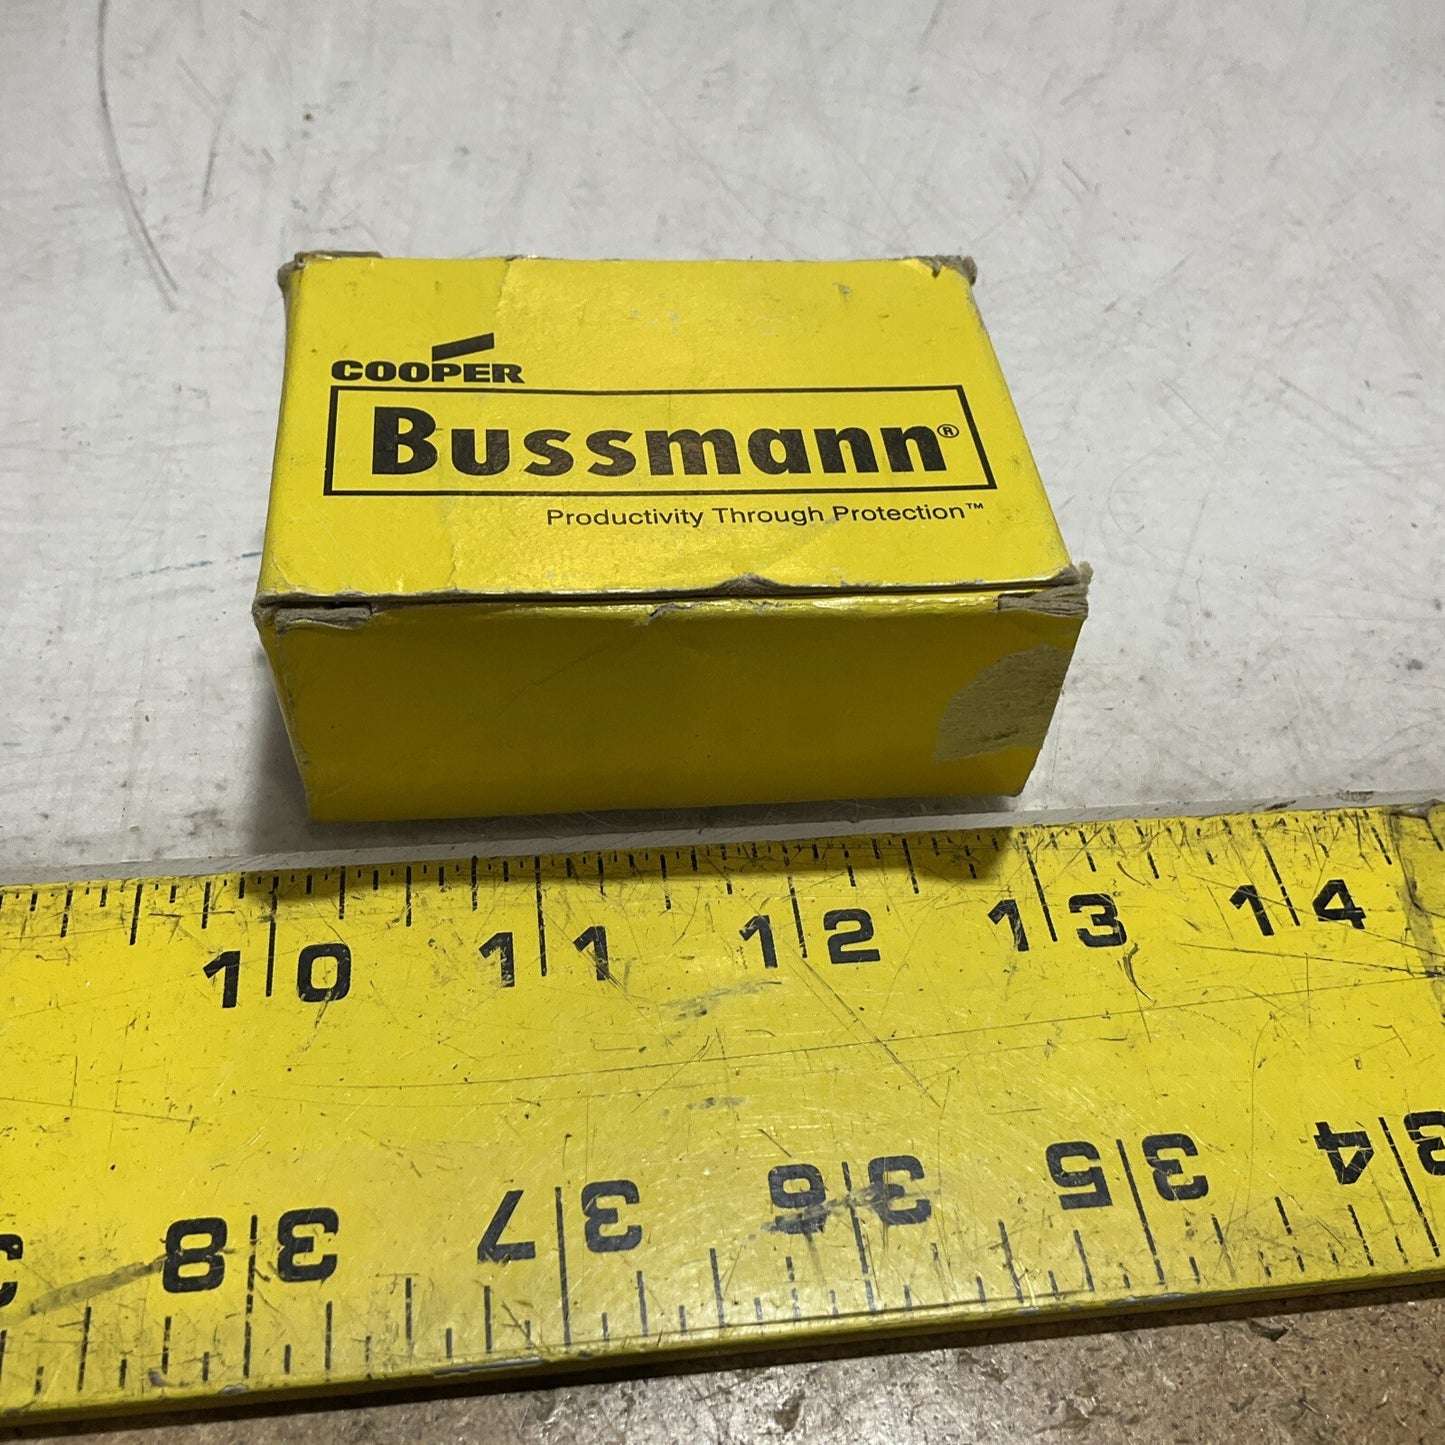 COOPER
Bussmann®
Productivity Through Protection™
10 11 12 13 14
38 37 36 35 34